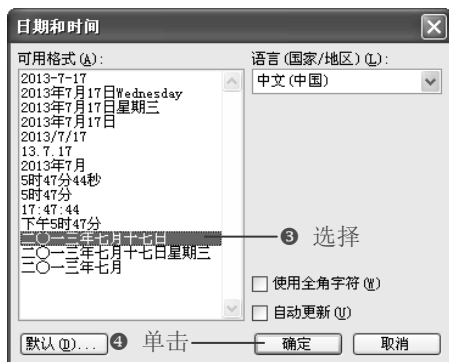 日期和时间
可用格式(A):
语言(国家/地区)(L):
2013-7-17
2013年7月17日Wednesday
2013年7月17日星期三
2013年7月17日
2013/7/17
13.7.17
2013年7月
5时47分44秒
5时47分
17:47:44
下午5时47分
二〇一三年七月十七日
二〇一三年七月十七日星期三
二〇一三年七月
中文(中国)
❸ 选择
使用全角字符(W)
自动更新(U)
默认(D)...
❹ 单击
确定
取消